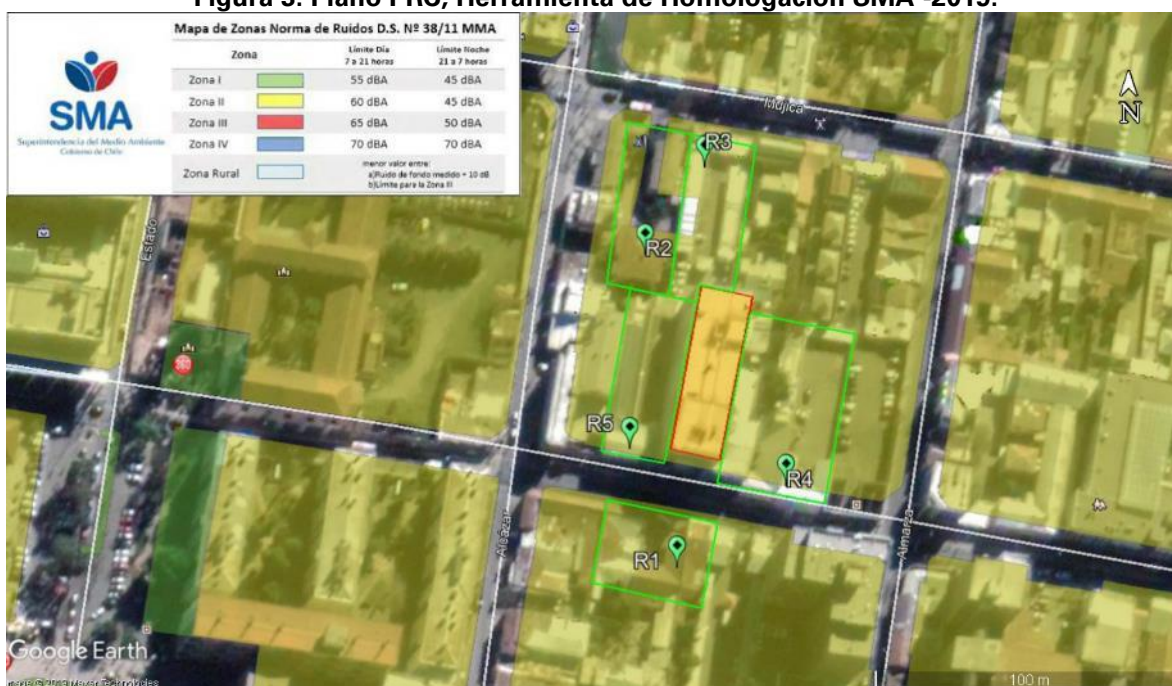 Figura 3. Plano PRC, Herramienta de Homologación SMA -2019.
Mapa de Zonas Norma de Ruidos D.S. Nº 38/11 MMA
Zona
Límite Día
7 a 21 horas
Límite Noche
21 a 7 horas
Zona I 55 dBA 45 dBA
Zona II 60 dBA 45 dBA
Zona III 65 dBA 50 dBA
Zona IV 70 dBA 70 dBA
Zona Rural
menor valor entre:
a)Ruido de fondo medido + 10 dB
b)Límite para la Zona III
SMA
Superintendencia del Medio Ambiente
Gobierno de Chile
Mujica
N
R3
R2
Estado
R5
R4
Alcázar
Almarza
R1
Google Earth
100 m